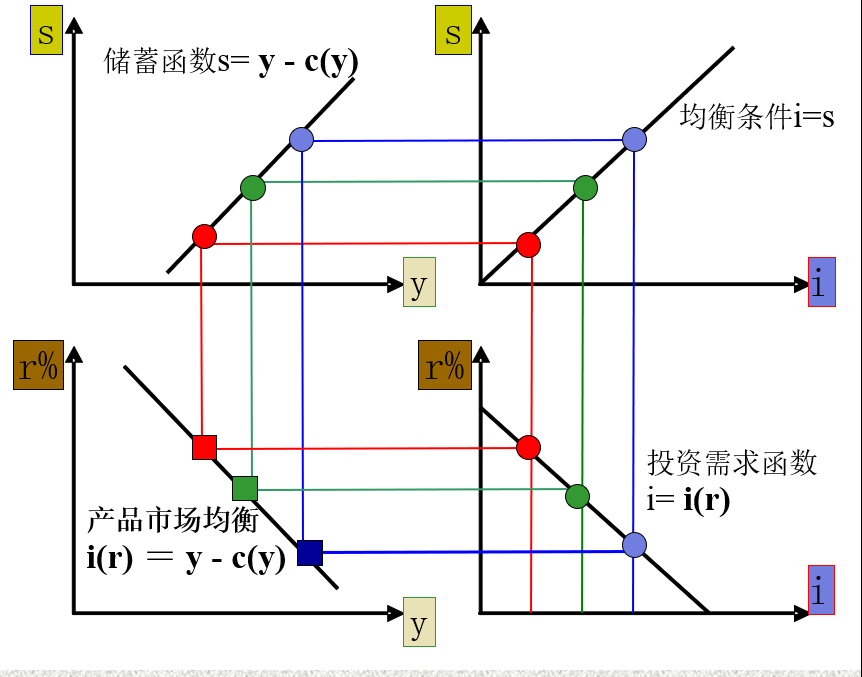 s
储蓄函数s= y - c(y)
y
s
均衡条件i=s
i
r%
产品市场均衡
i(r) ＝ y - c(y)
y
r%
投资需求函数
i= i(r)
i